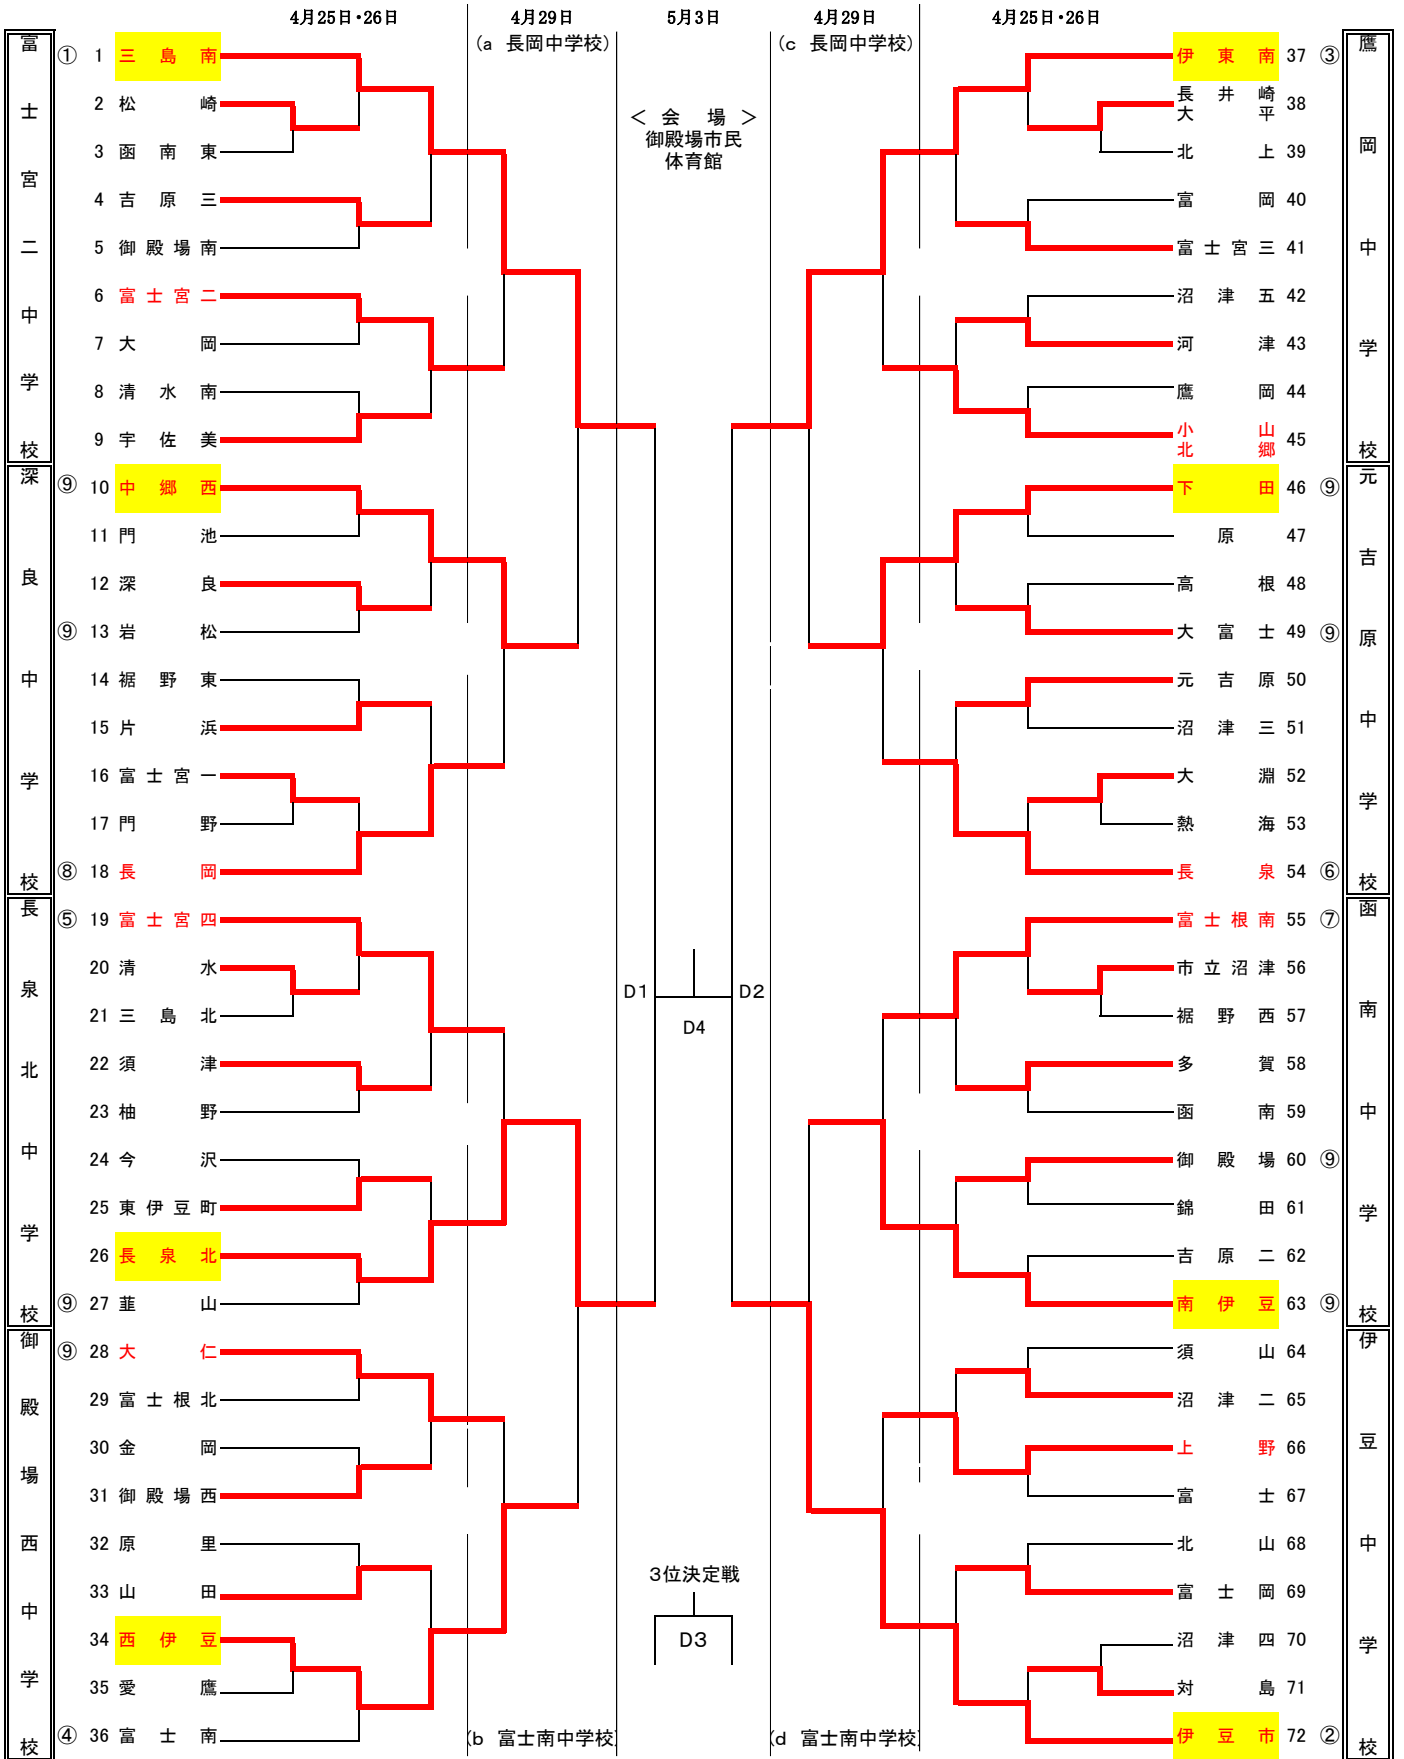 4月25日・26日 4月29日 5月3日 4月29日 4月25日・26日
(a 長岡中学校) (c 長岡中学校)
＜ 会 場 ＞
御殿場市民
体育館
富士宮二中学校
① 1 三島南
2 松崎
3 函南東
4 吉原三
5 御殿場南
6 富士宮二
7 大岡
8 清水南
9 宇佐美
深良中学校
⑨ 10 中郷西
11 門池
12 深良
⑨ 13 岩松
14 裾野東
15 片浜
16 富士宮一
17 門野
⑧ 18 長岡
長泉北中学校
⑤ 19 富士宮四
20 清水
21 三島北
22 須津
23 柚野
24 今沢
25 東伊豆町
26 長泉北
⑨ 27 韮山
御殿場西中学校
⑨ 28 大仁
29 富士根北
30 金岡
31 御殿場西
32 原里
33 山田
34 西伊豆
35 愛鷹
④ 36 富士南
D1 D2
D4
3位決定戦
D3
(b 富士南中学校) (d 富士南中学校)
鷹岡中学校
伊東南 37 ③
長井崎
大平 38
北上 39
富岡 40
富士宮三 41
沼津五 42
河津 43
鷹岡 44
小山
北郷 45
元吉原中学校
下田 46 ⑨
原 47
高根 48
大富士 49 ⑨
元吉原 50
沼津三 51
大淵 52
熱海 53
長泉 54 ⑥
函南中学校
富士根南 55 ⑦
市立沼津 56
裾野西 57
多賀 58
函南 59
御殿場 60 ⑨
錦田 61
吉原二 62
南伊豆 63 ⑨
伊豆中学校
須山 64
沼津二 65
上野 66
富士 67
北山 68
富士岡 69
沼津四 70
対島 71
伊豆市 72 ②